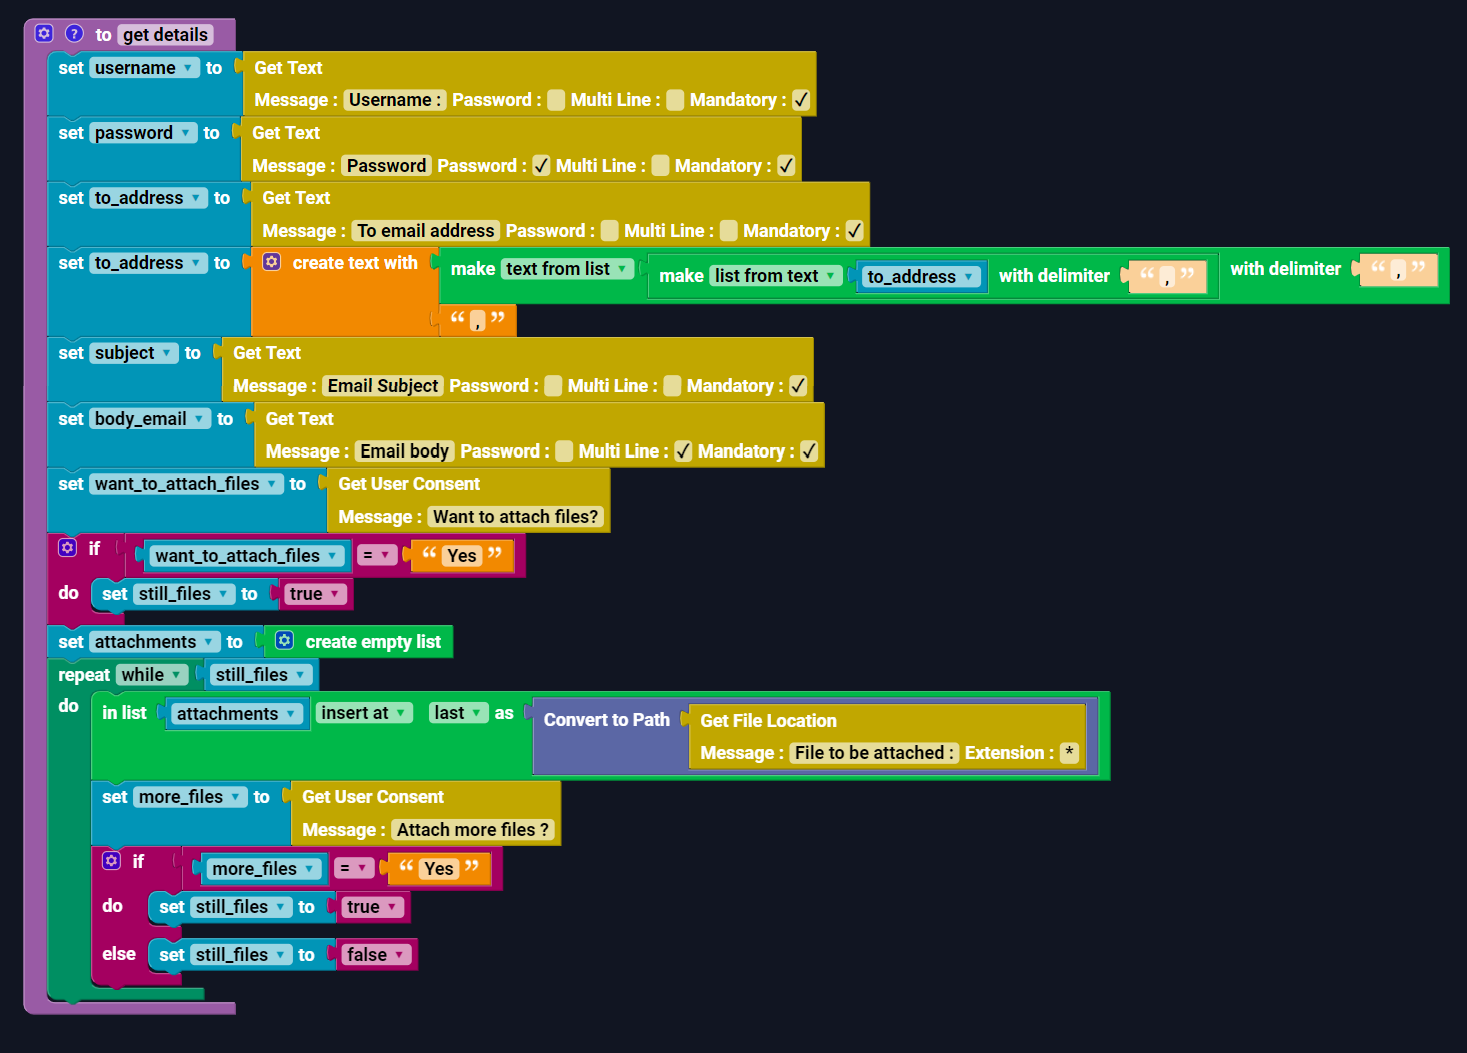 ? to get details
set username ▾ to Get Text
Message : Username : Password : Multi Line : Mandatory : ✓
set password ▾ to Get Text
Message : Password Password : ✓ Multi Line : Mandatory : ✓
set to_address ▾ to Get Text
Message : To email address Password : Multi Line : Mandatory : ✓
set to_address ▾ to create text with make text from list ▾ make list from text ▾ to_address ▾ with delimiter “ , ” with delimiter “ , ”
“ , ”
set subject ▾ to Get Text
Message : Email Subject Password : Multi Line : Mandatory : ✓
set body_email ▾ to Get Text
Message : Email body Password : Multi Line : ✓ Mandatory : ✓
set want_to_attach_files ▾ to Get User Consent
Message : Want to attach files?
if want_to_attach_files ▾ = ▾ “ Yes ”
do set still_files ▾ to true ▾
set attachments ▾ to create empty list
repeat while ▾ still_files ▾
do in list attachments ▾ insert at ▾ last ▾ as Convert to Path Get File Location
Message : File to be attached : Extension : *
set more_files ▾ to Get User Consent
Message : Attach more files ?
if more_files ▾ = ▾ “ Yes ”
do set still_files ▾ to true ▾
else set still_files ▾ to false ▾